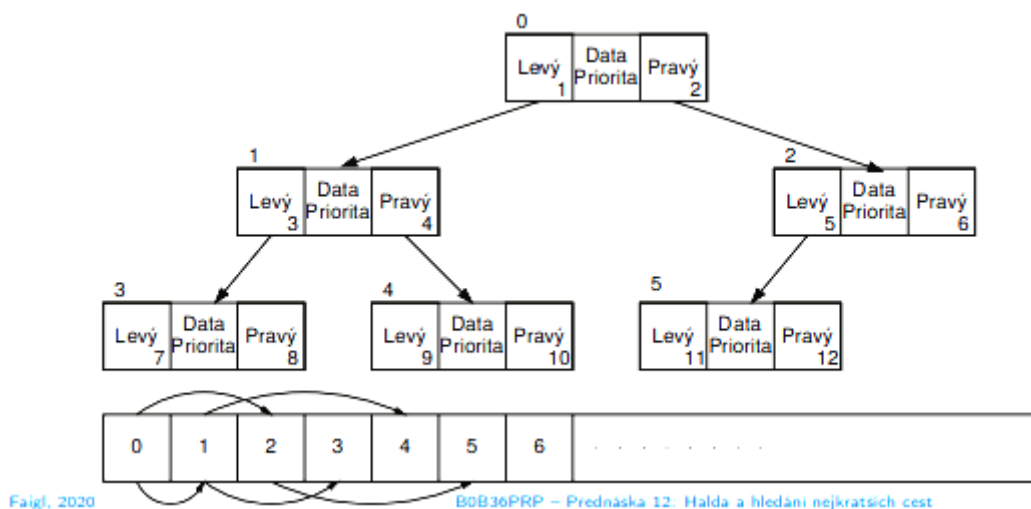 0
Levý 1 Data Priorita Pravý 2
1
Levý 3 Data Priorita Pravý 4
2
Levý 5 Data Priorita Pravý 6
3
Levý 7 Data Priorita Pravý 8
4
Levý 9 Data Priorita Pravý 10
5
Levý 11 Data Priorita Pravý 12
0 1 2 3 4 5 6 . . . . . . . .
Faigl, 2020
B0B36PRP – Přednáška 12: Halda a hledání nejkratších cest